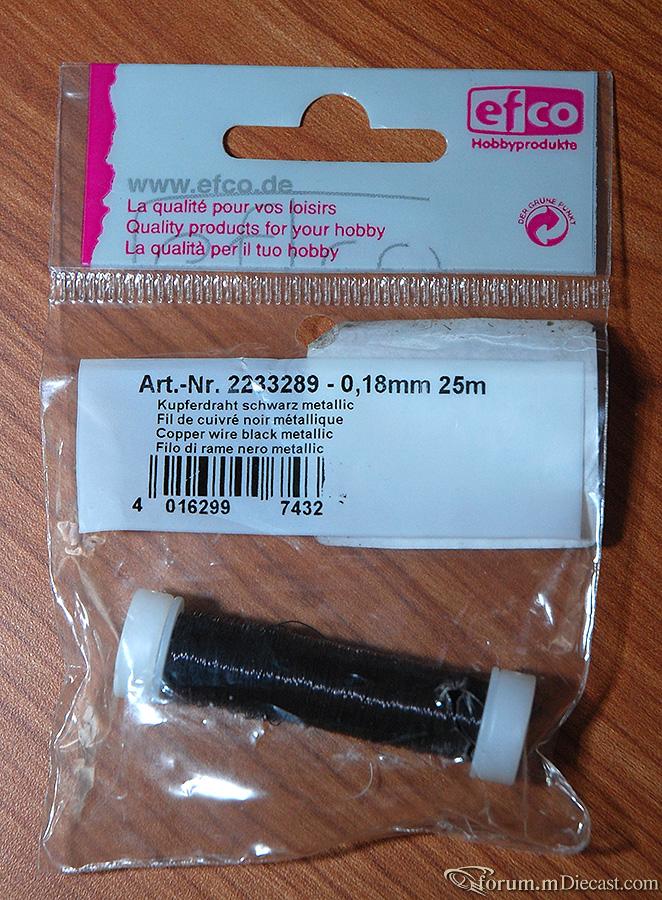 efco
Hobbyprodukte
www.efco.de
La qualité pour vos loisirs
Quality products for your hobby
La qualità per il tuo hobby
DER GRÜNE PUNKT
Art.-Nr. 2233289 - 0,18mm 25m
Kupferdraht schwarz metallic
Fil de cuivré noir métallique
Copper wire black metallic
Filo di rame nero metallic
4 016299 7432
forum.mDiecast.com